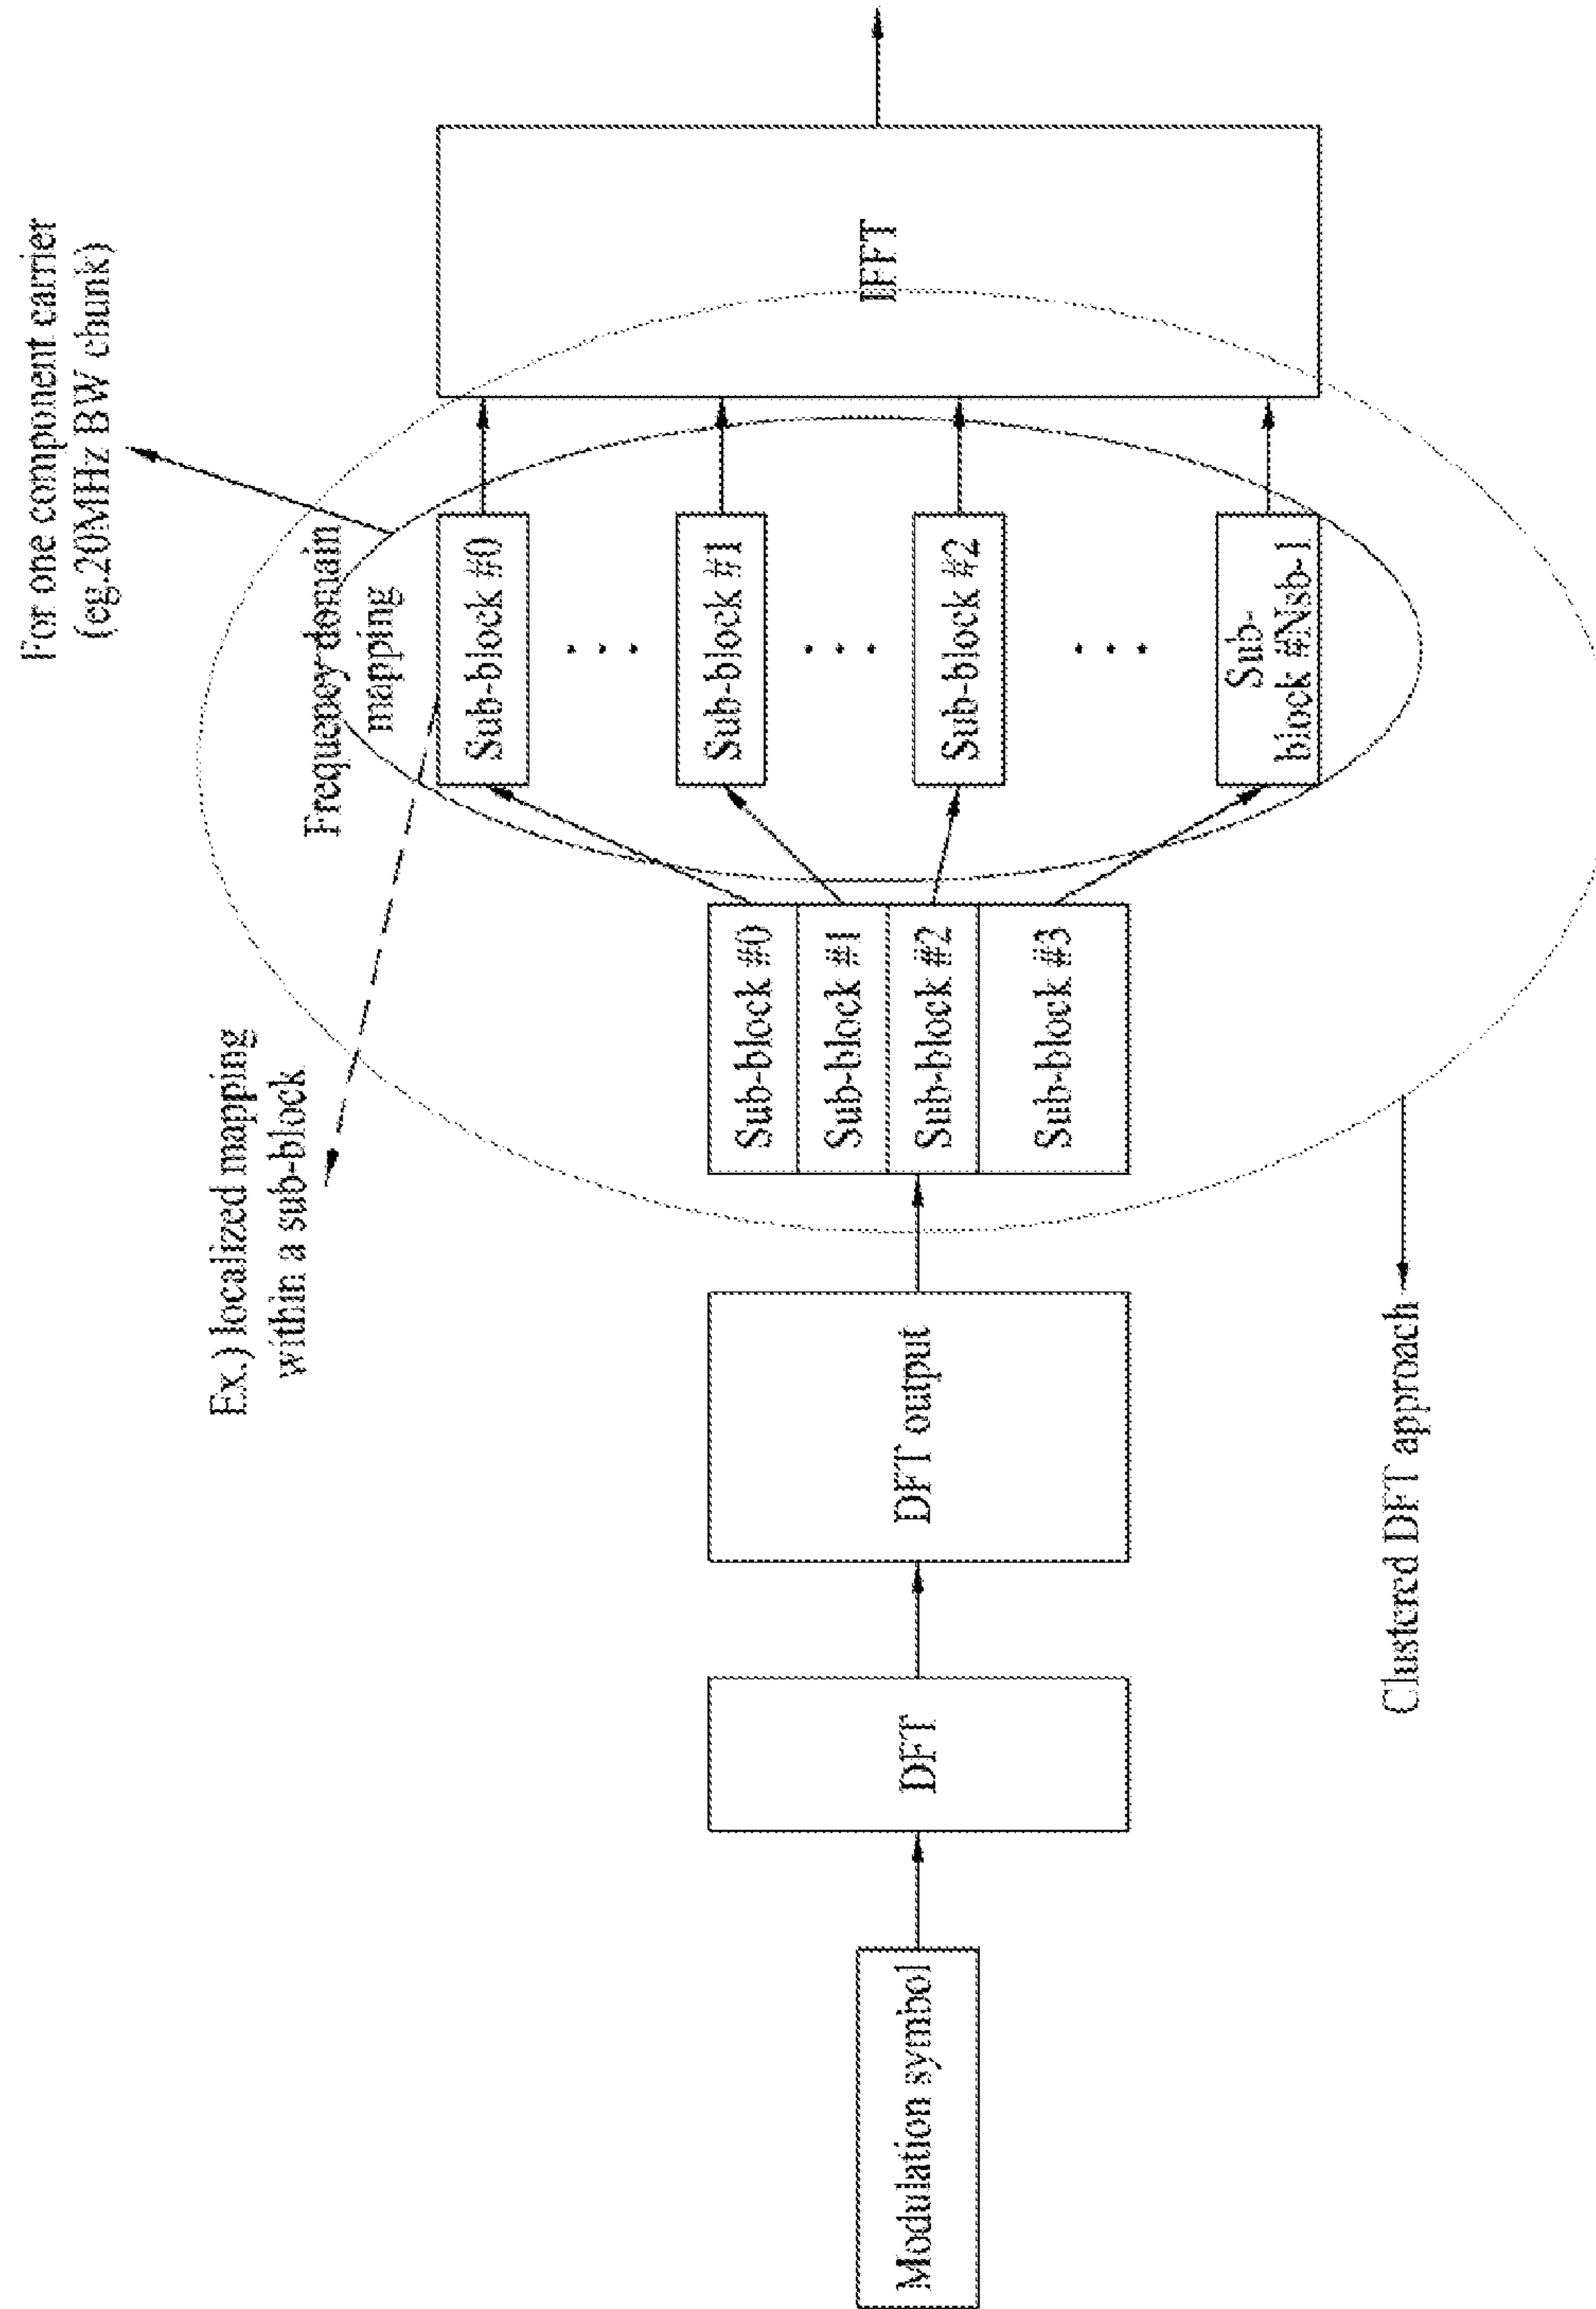 For one component carrier
(eg.20MHz BW chunk)
Frequency domain
mapping
Ex.) localized mapping
within a sub-block
Modulation symbol
DFT
DFT output
Sub-block #0
Sub-block #1
Sub-block #2
Sub-block #3
Sub-block #0
Sub-block #1
Sub-block #2
Sub-
block #Nsb-1
IFFT
Clustered DFT approach